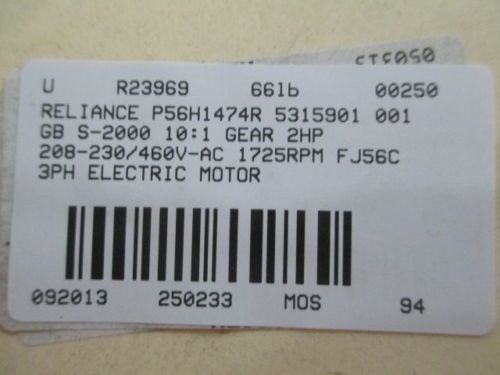 U R23969 66lb 00250
RELIANCE P56H1474R 5315901 001
GB S-2000 10:1 GEAR 2HP
208-230/460V-AC 1725RPM FJ56C
3PH ELECTRIC MOTOR
092013 250233 MOS 94